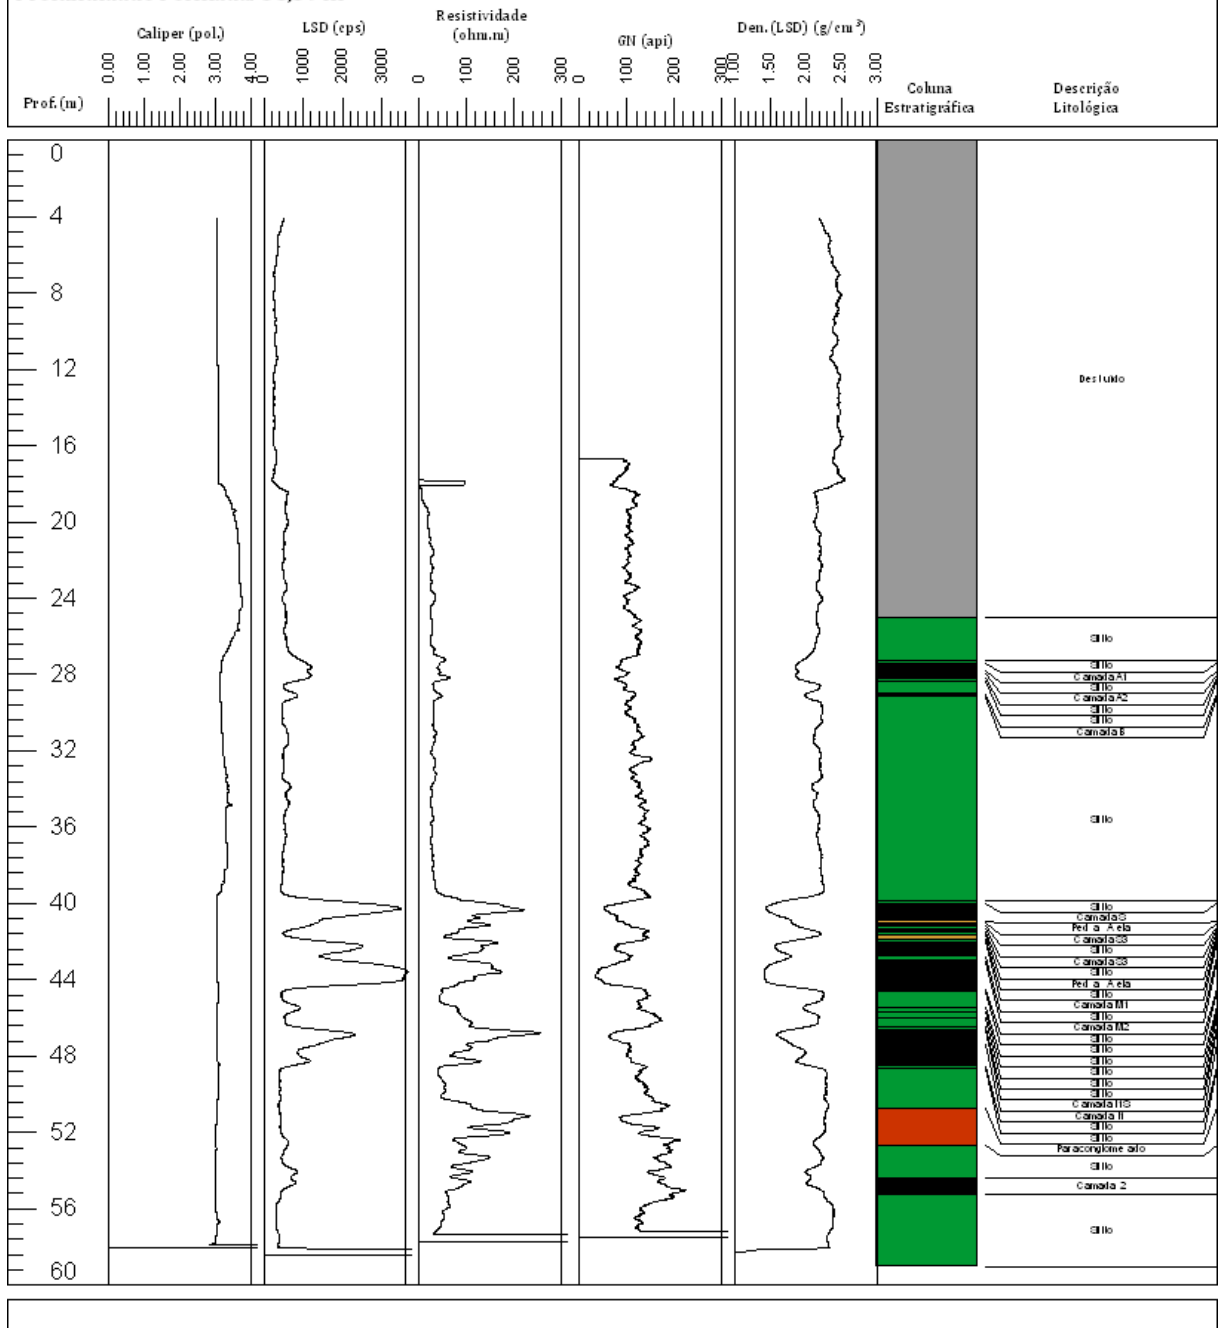 Caliper (pol.)
LSD (cps)
Resistividade
(ohm.m)
GN (api)
Den. (LSD) (g/cm³)
0.00 1.00 2.00 3.00 4.00
0 1000 2000 3000
0 100 200 300
0 100 200 300
1.00 1.50 2.00 2.50 3.00
Prof. (m)
Coluna
Estratigráfica
Descrição
Litológica
0
4
8
12
16
20
24
28
32
36
40
44
48
52
56
60
Siltito
Siltito
Camada A1
Siltito
Camada A2
Siltito
Siltito
Camada B
Siltito
Siltito
Camada S
Camada S3
Siltito
Camada S3
Siltito
Siltito
Camada M1
Siltito
Camada M2
Siltito
Siltito
Siltito
Siltito
Siltito
Siltito
Camada I
Siltito
Siltito
Siltito
Camada 2
Siltito